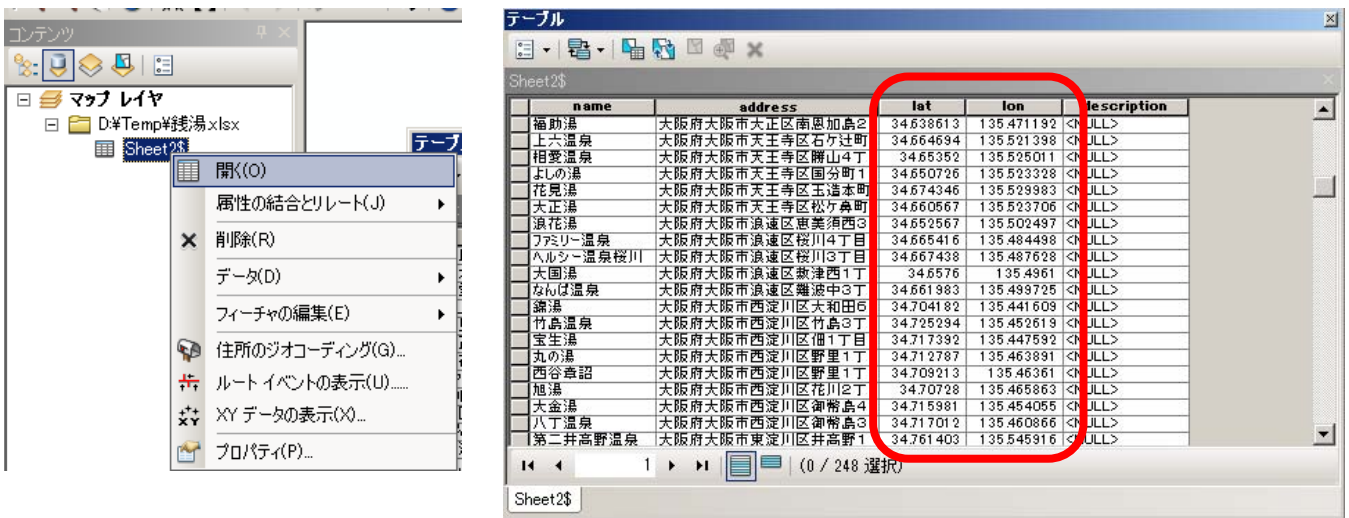 コンテンツ
マップ レイヤ
D:¥Temp¥銭湯.xlsx
Sheet2$
テーブ
開く(O)
属性の結合とリレート(J)
削除(R)
データ(D)
フィーチャの編集(E)
住所のジオコーディング(G)...
ルート イベントの表示(U)......
XY データの表示(X)...
プロパティ(P)...
テーブル
Sheet2$
name address lat lon description
福助湯 大阪府大阪市大正区南恩加島2 34.638613 135.471192 <NULL>
上六温泉 大阪府大阪市天王寺区石ケ辻町 34.664694 135.521398 <NULL>
相愛温泉 大阪府大阪市天王寺区勝山4丁 34.65352 135.525011 <NULL>
よしの湯 大阪府大阪市天王寺区国分町1 34.650726 135.523328 <NULL>
花見湯 大阪府大阪市天王寺区玉造本町 34.674346 135.529983 <NULL>
大正湯 大阪府大阪市天王寺区松ケ鼻町 34.660567 135.523706 <NULL>
浪花湯 大阪府大阪市浪速区恵美須西3 34.652567 135.502497 <NULL>
ファミリー温泉 大阪府大阪市浪速区桜川4丁目 34.665416 135.484498 <NULL>
ヘルシー温泉桜川 大阪府大阪市浪速区桜川3丁目 34.667438 135.487628 <NULL>
大国湯 大阪府大阪市浪速区敷津西1丁 34.6576 135.4961 <NULL>
なんば温泉 大阪府大阪市浪速区難波中3丁 34.661983 135.499725 <NULL>
錦湯 大阪府大阪市西淀川区大和田6 34.704182 135.441609 <NULL>
竹島温泉 大阪府大阪市西淀川区竹島3丁 34.725294 135.452619 <NULL>
宝生湯 大阪府大阪市西淀川区佃1丁目 34.717392 135.447592 <NULL>
丸の湯 大阪府大阪市西淀川区野里1丁 34.712787 135.463891 <NULL>
西谷章詔 大阪府大阪市西淀川区野里1丁 34.709213 135.46361 <NULL>
旭湯 大阪府大阪市西淀川区花川2丁 34.70728 135.465863 <NULL>
大金湯 大阪府大阪市西淀川区御幣島4 34.715981 135.454055 <NULL>
八丁温泉 大阪府大阪市西淀川区御幣島3 34.717012 135.460866 <NULL>
第二井高野温泉 大阪府大阪市東淀川区井高野1 34.761403 135.545916 <NULL>
1 (0 / 248 選択)
Sheet2$